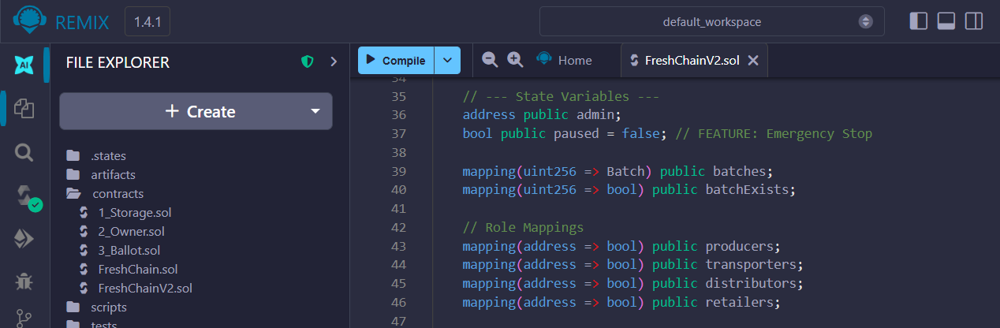 REMIX 1.4.1 default_workspace
FILE EXPLORER
Compile
Home
FreshChainV2.sol
Create
.states
artifacts
contracts
1_Storage.sol
2_Owner.sol
3_Ballot.sol
FreshChain.sol
FreshChainV2.sol
scripts
tests
AI
34
35 // --- State Variables ---
36 address public admin;
37 bool public paused = false; // FEATURE: Emergency Stop
38
39 mapping(uint256 => Batch) public batches;
40 mapping(uint256 => bool) public batchExists;
41
42 // Role Mappings
43 mapping(address => bool) public producers;
44 mapping(address => bool) public transporters;
45 mapping(address => bool) public distributors;
46 mapping(address => bool) public retailers;
47